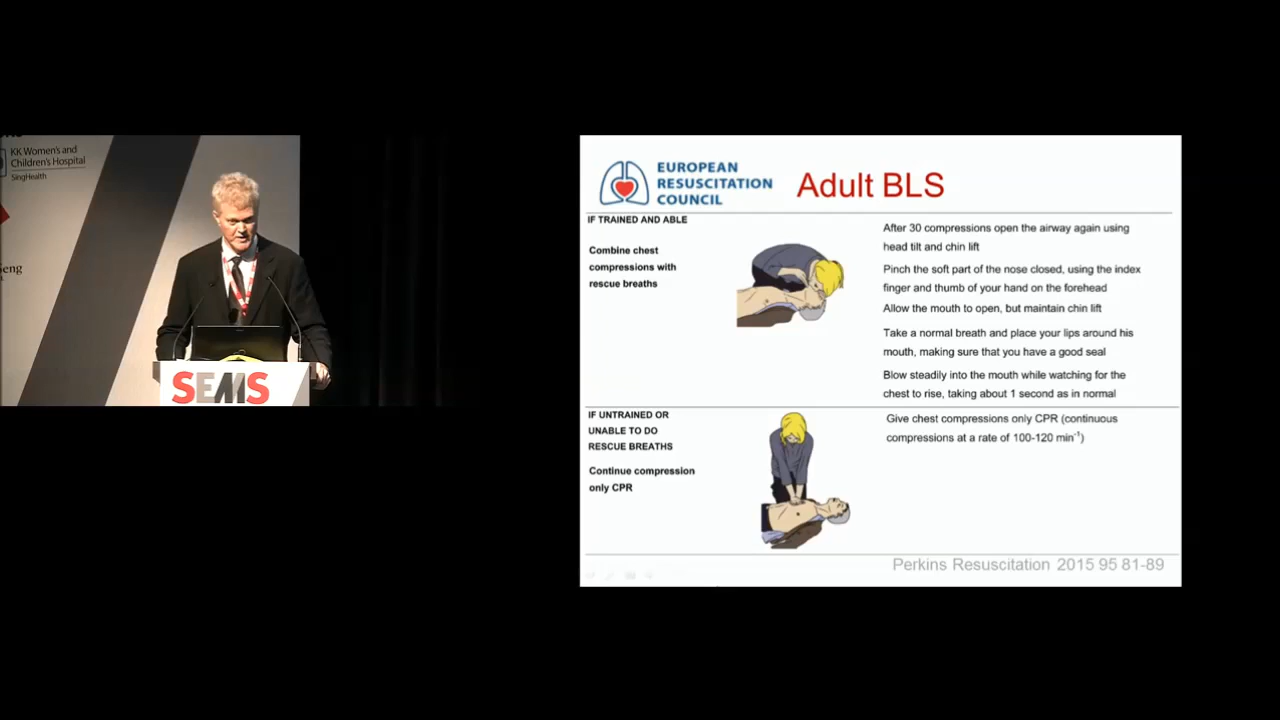 KK Women's and
Children's Hospital
SingHealth
SEMS
EUROPEAN
RESUSCITATION
COUNCIL
Adult BLS
IF TRAINED AND ABLE
Combine chest
compressions with
rescue breaths
After 30 compressions open the airway again using
head tilt and chin lift
Pinch the soft part of the nose closed, using the index
finger and thumb of your hand on the forehead
Allow the mouth to open, but maintain chin lift
Take a normal breath and place your lips around his
mouth, making sure that you have a good seal
Blow steadily into the mouth while watching for the
chest to rise, taking about 1 second as in normal
IF UNTRAINED OR
UNABLE TO DO
RESCUE BREATHS
Continue compression
only CPR
Give chest compressions only CPR (continuous
compressions at a rate of 100-120 min⁻¹)
Perkins Resuscitation 2015 95 81-89